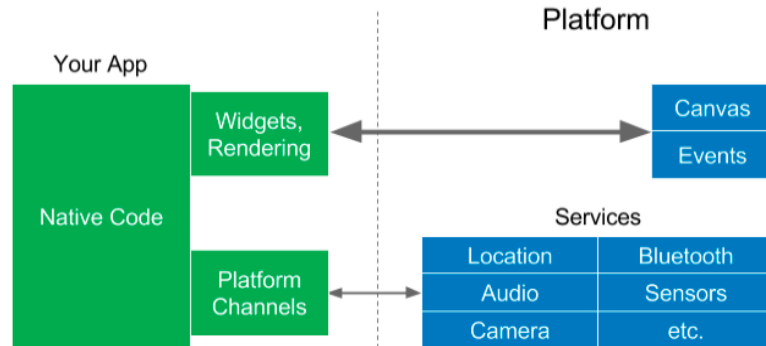 Platform
Your App
Widgets,
Rendering
Canvas
Events
Native Code
Services
Platform
Channels
Location
Bluetooth
Audio
Sensors
Camera
etc.